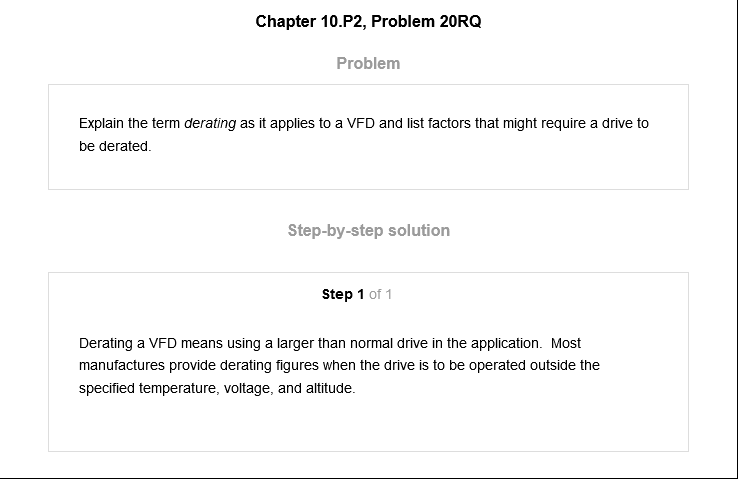 Chapter 10.P2, Problem 20RQ
Problem
Explain the term derating as it applies to a VFD and list factors that might require a drive to
be derated.
Step-by-step solution
Step 1 of 1
Derating a VFD means using a larger than normal drive in the application.  Most
manufactures provide derating figures when the drive is to be operated outside the
specified temperature, voltage, and altitude.